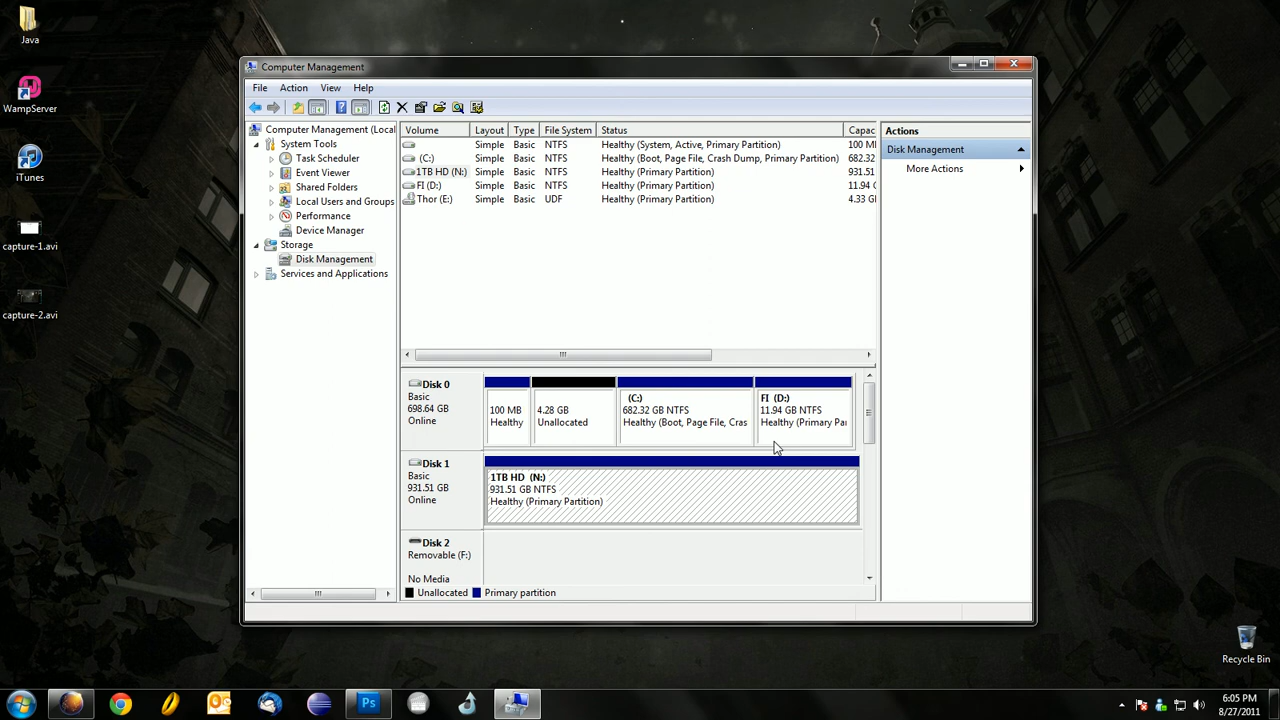 Java
WampServer
iTunes
capture-1.avi
capture-2.avi
Computer Management
File Action View Help
Computer Management (Local
System Tools
Task Scheduler
Event Viewer
Shared Folders
Local Users and Groups
Performance
Device Manager
Storage
Disk Management
Services and Applications
Volume Layout Type File System Status Capac
Simple Basic NTFS Healthy (System, Active, Primary Partition) 100 M
(C:) Simple Basic NTFS Healthy (Boot, Page File, Crash Dump, Primary Partition) 682.32
1TB HD (N:) Simple Basic NTFS Healthy (Primary Partition) 931.51
FI (D:) Simple Basic NTFS Healthy (Primary Partition) 11.94 G
Thor (E:) Simple Basic UDF Healthy (Primary Partition) 4.33 G
Disk 0
Basic
698.64 GB
Online
100 MB
Healthy
4.28 GB
Unallocated
(C:)
682.32 GB NTFS
Healthy (Boot, Page File, Cras
FI (D:)
11.94 GB NTFS
Healthy (Primary Par
Disk 1
Basic
931.51 GB
Online
1TB HD (N:)
931.51 GB NTFS
Healthy (Primary Partition)
Disk 2
Removable (F:)
No Media
Unallocated Primary partition
Actions
Disk Management
More Actions
Recycle Bin
Ps
6:05 PM
8/27/2011